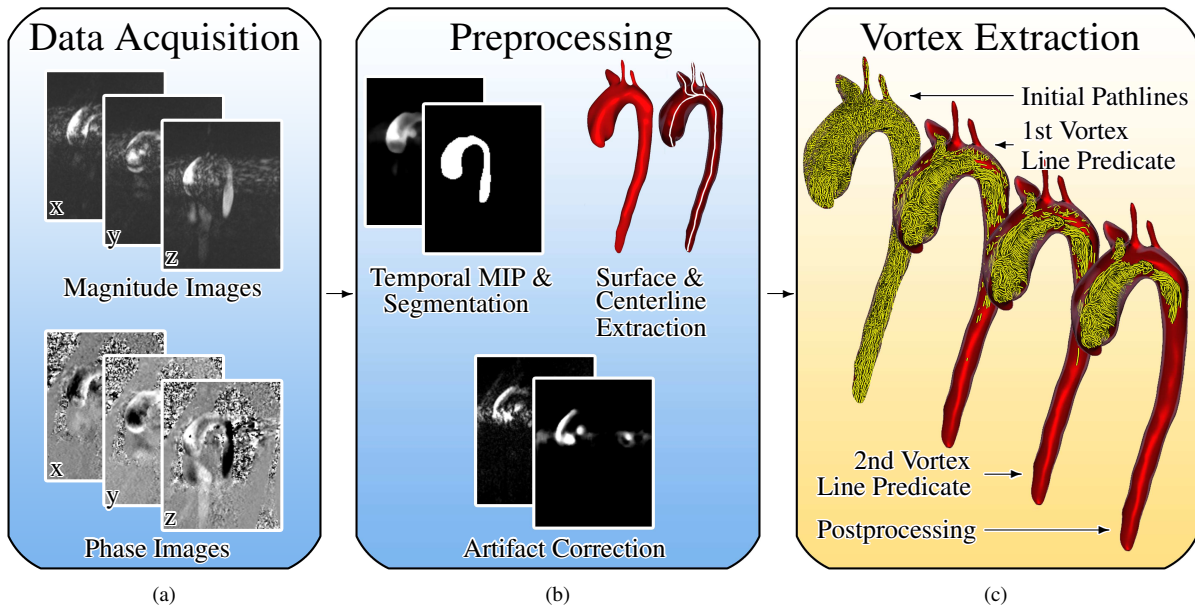 Data Acquisition
x
y
z
Magnitude Images
x
y
z
Phase Images
Preprocessing
Temporal MIP &
Segmentation
Surface &
Centerline
Extraction
Artifact Correction
Vortex Extraction
Initial Pathlines
1st Vortex
Line Predicate
2nd Vortex
Line Predicate
Postprocessing
(a)
(b)
(c)